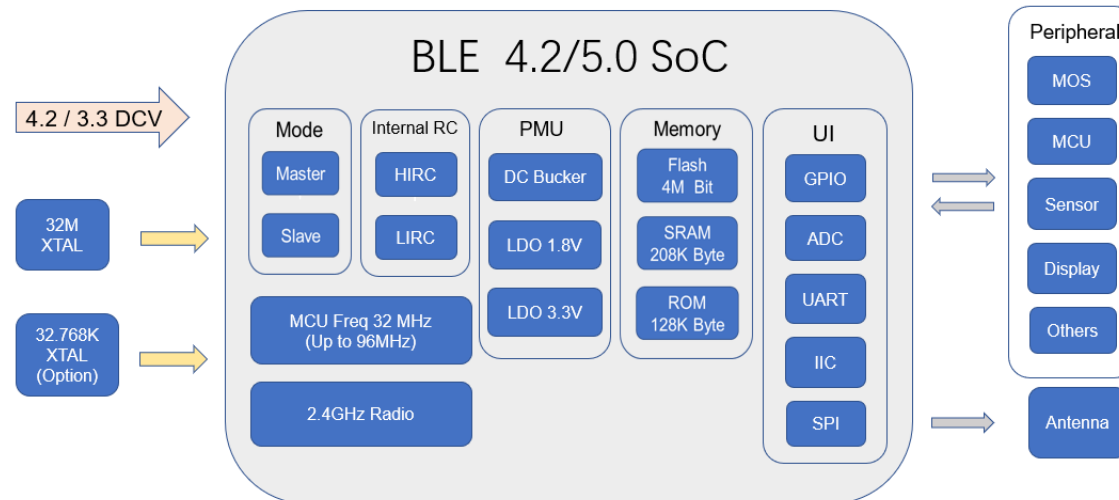 BLE 4.2/5.0 SoC
4.2 / 3.3 DCV
32M
XTAL
32.768K
XTAL
(Option)
Mode
Master
Slave
Internal RC
HIRC
LIRC
PMU
DC Bucker
LDO 1.8V
LDO 3.3V
Memory
Flash
4M Bit
SRAM
208K Byte
ROM
128K Byte
UI
GPIO
ADC
UART
IIC
SPI
MCU Freq 32 MHz
(Up to 96MHz)
2.4GHz Radio
Peripheral
MOS
MCU
Sensor
Display
Others
Antenna